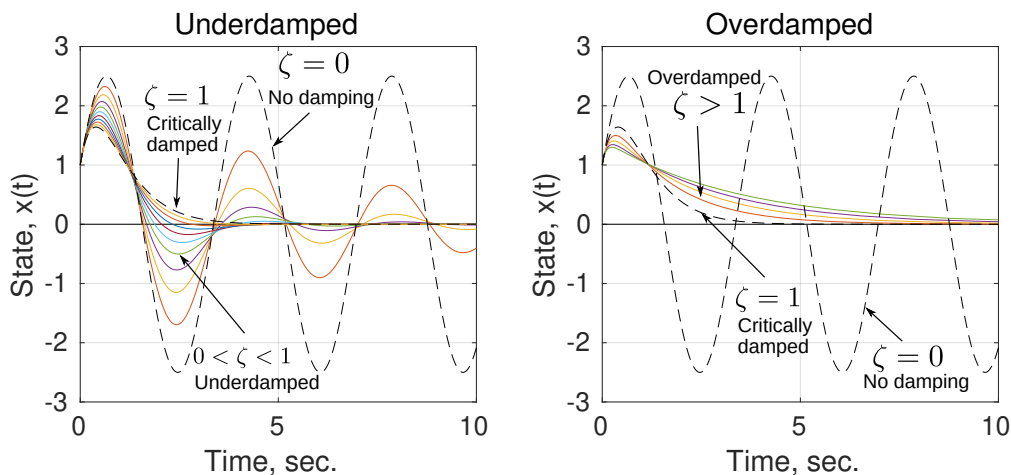 Underdamped
3
2
1
0
-1
-2
-3
State, x(t)
ζ = 0
No damping
ζ = 1
Critically
damped
0 < ζ < 1
Underdamped
0
5
10
Time, sec.
Overdamped
3
2
1
0
-1
-2
-3
State, x(t)
Overdamped
ζ > 1
ζ = 1
Critically
damped
ζ = 0
No damping
0
5
10
Time, sec.